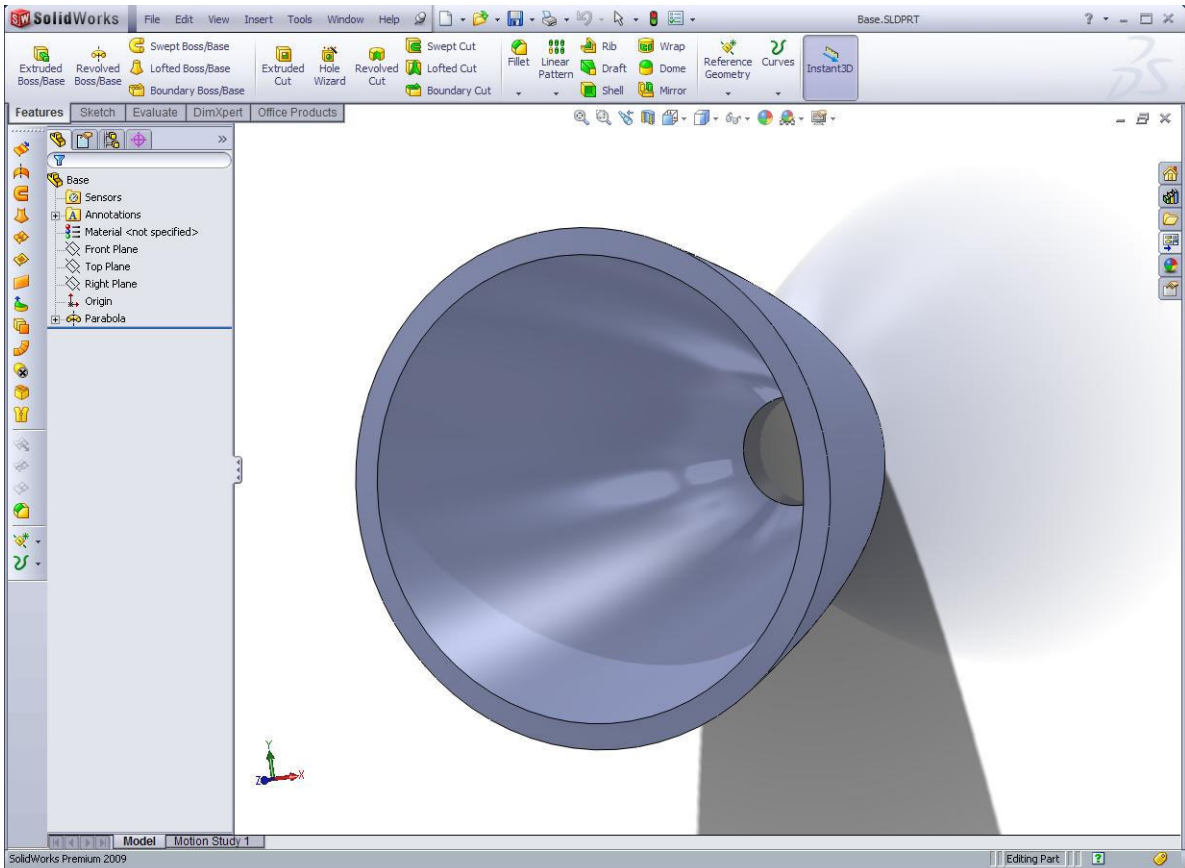 SolidWorks File Edit View Insert Tools Window Help Base.SLDPRT ?
Extruded Boss/Base
Revolved Boss/Base
Swept Boss/Base
Lofted Boss/Base
Boundary Boss/Base
Extruded Cut
Hole Wizard
Revolved Cut
Swept Cut
Lofted Cut
Boundary Cut
Fillet
Linear Pattern
Rib
Draft
Shell
Wrap
Dome
Mirror
Reference Geometry
Curves
Instant3D
Features Sketch Evaluate DimXpert Office Products
Base
Sensors
Annotations
Material <not specified>
Front Plane
Top Plane
Right Plane
Origin
Parabola
Y
Z X
Model Motion Study 1
SolidWorks Premium 2009 Editing Part ?